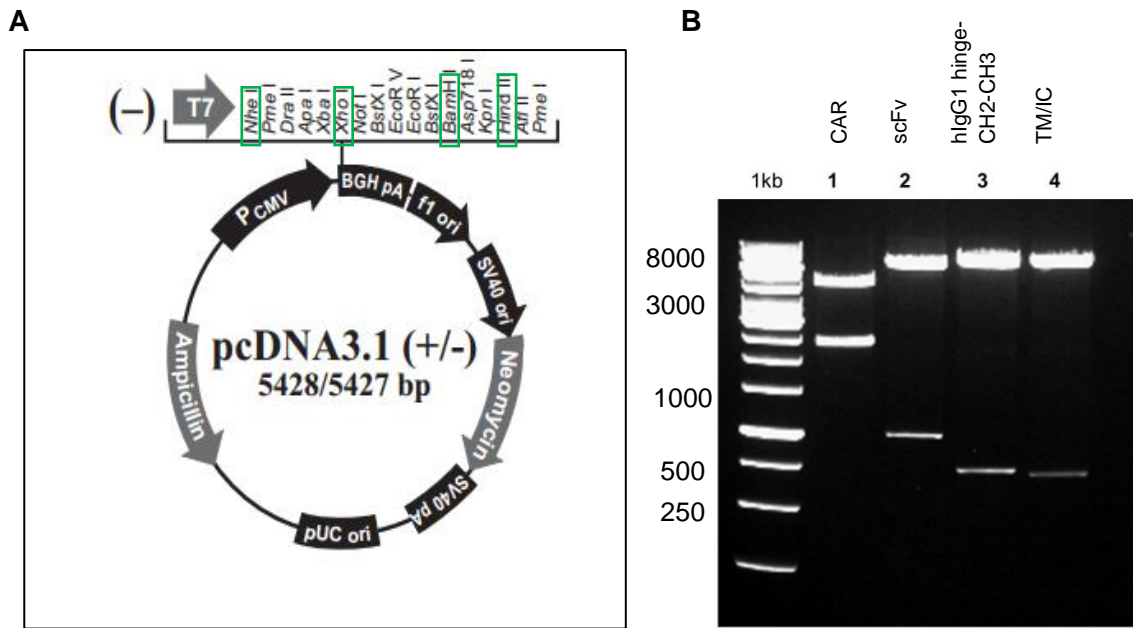 A
(–)
T7
Nhe I
Pme I
Dra II
Apa I
Xba I
Xho I
Not I
BstX I
EcoR V
EcoR I
BstX I
BamH I
Asp718 I
Kpn I
Hind III
Afl II
Pme I
PCMV
BGH pA
f1 ori
SV40 ori
Neomycin
SV40 pA
pUC ori
Ampicillin
pcDNA3.1 (+/-)
5428/5427 bp
B
CAR
scFv
hIgG1 hinge-
CH2-CH3
TM/IC
1kb
1
2
3
4
8000
3000
1000
500
250